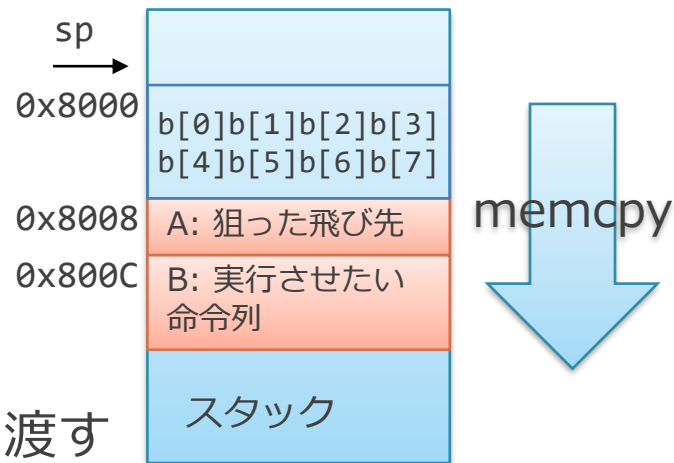 sp
0x8000
b[0]b[1]b[2]b[3]
b[4]b[5]b[6]b[7]
0x8008
A: 狙った飛び先
0x800C
B: 実行させたい
命令列
memcpy
スタック
渡す